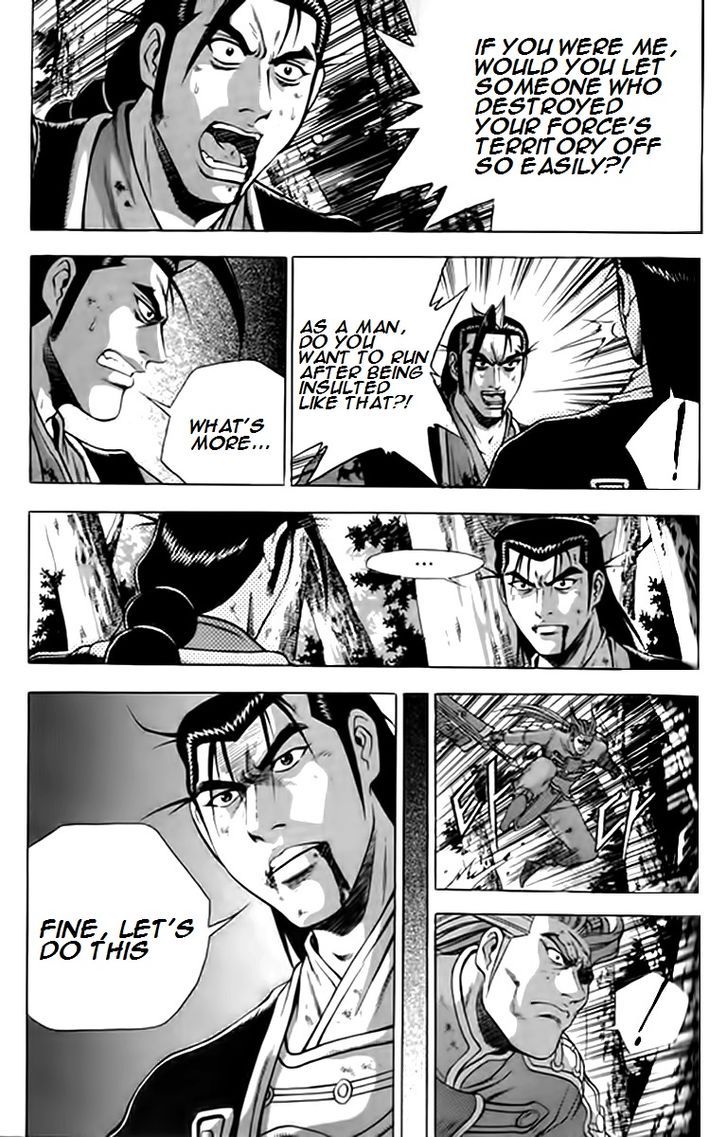 IF YOU WERE ME,
WOULD YOU LET
SOMEONE WHO
DESTROYED
YOUR FORCE'S
TERRITORY OFF
SO EASILY?!
WHAT'S
MORE...
AS A MAN,
DO YOU
WANT TO RUN
AFTER BEING
INSULTED
LIKE THAT?!
!
...
FINE, LET'S
DO THIS
!